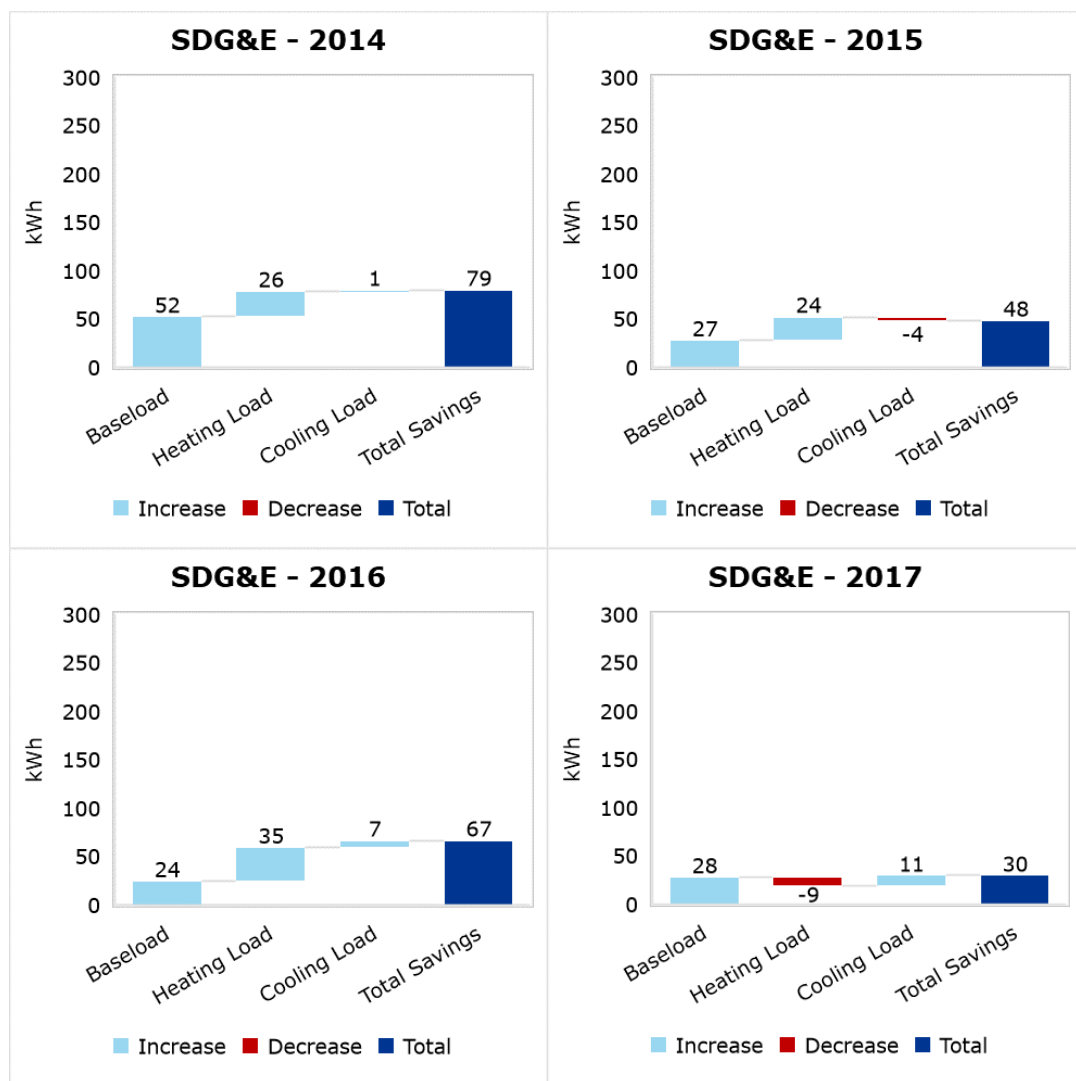 SDG&E - 2014
300
250
200
150
100
50
0
kWh
52
26
1
79
Baseload
Heating Load
Cooling Load
Total Savings
Increase Decrease Total
SDG&E - 2015
300
250
200
150
100
50
0
kWh
27
24
-4
48
Baseload
Heating Load
Cooling Load
Total Savings
Increase Decrease Total
SDG&E - 2016
300
250
200
150
100
50
0
kWh
24
35
7
67
Baseload
Heating Load
Cooling Load
Total Savings
Increase Decrease Total
SDG&E - 2017
300
250
200
150
100
50
0
kWh
28
-9
11
30
Baseload
Heating Load
Cooling Load
Total Savings
Increase Decrease Total